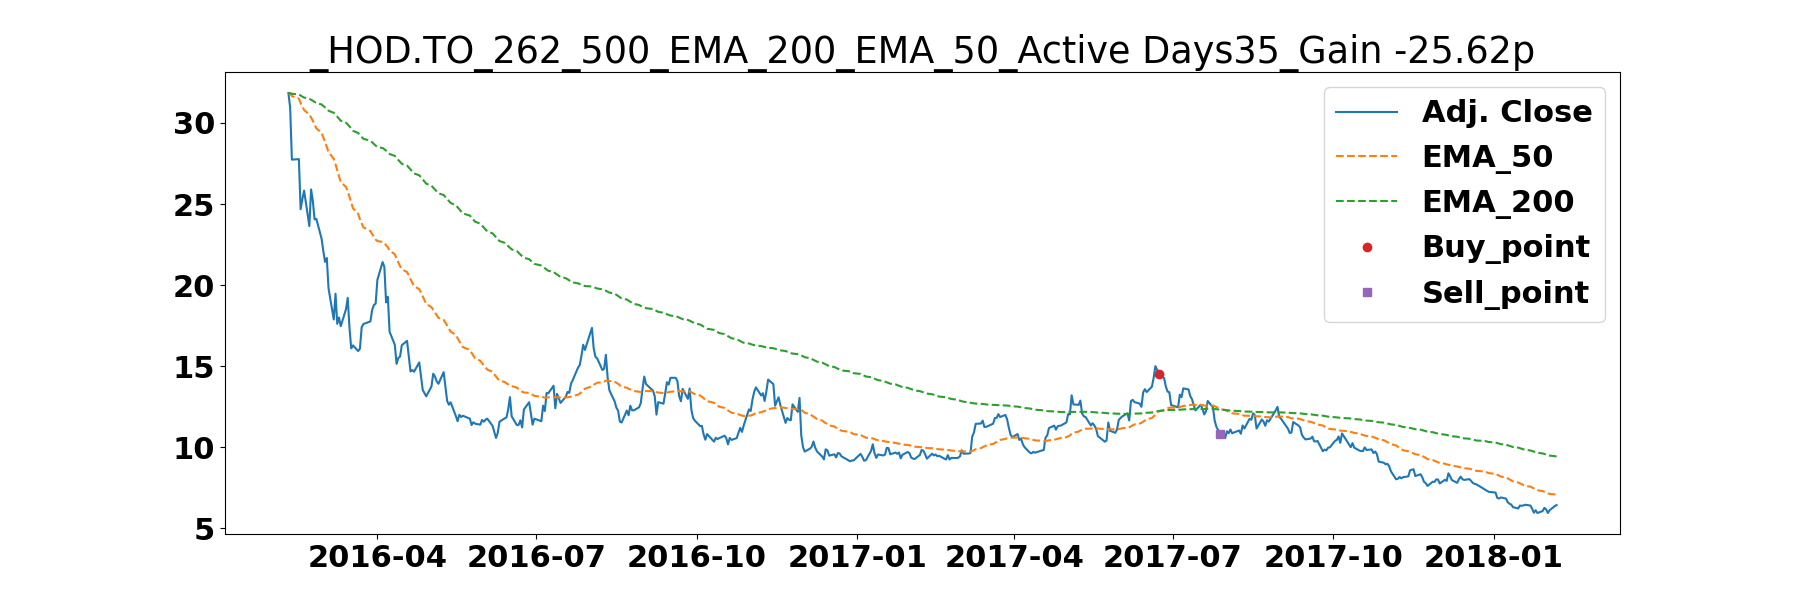 _HOD.TO_262_500_EMA_200_EMA_50_Active Days35_Gain -25.62p
30
25
20
15
10
5
Adj. Close
EMA_50
EMA_200
Buy_point
Sell_point
2016-04 2016-07 2016-10 2017-01 2017-04 2017-07 2017-10 2018-01